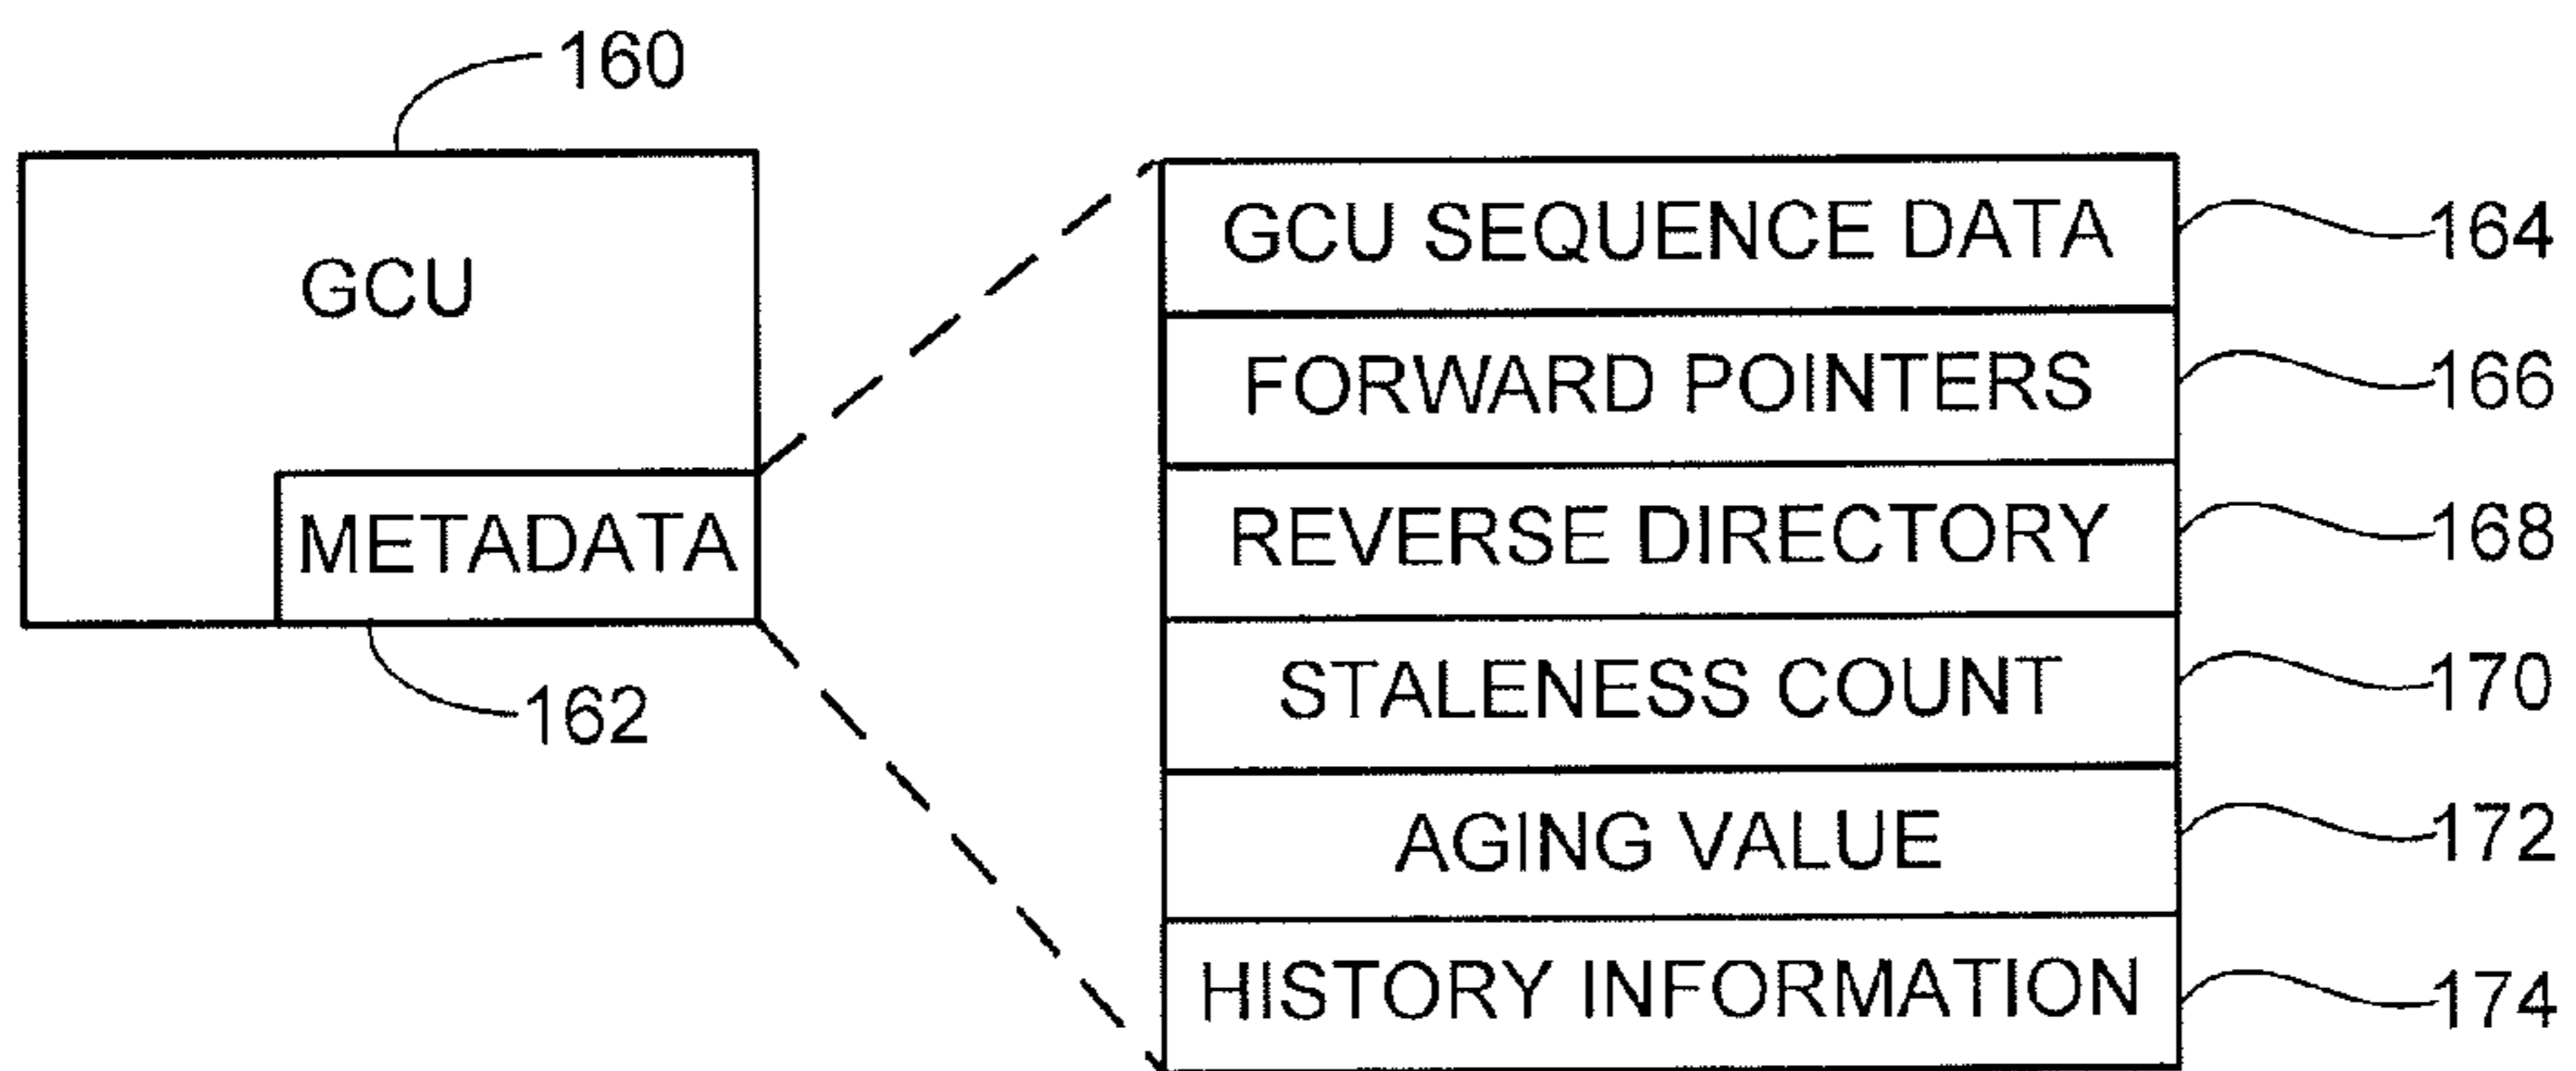 160
GCU
METADATA
162
GCU SEQUENCE DATA
164
FORWARD POINTERS
166
REVERSE DIRECTORY
168
STALENESS COUNT
170
AGING VALUE
172
HISTORY INFORMATION
174